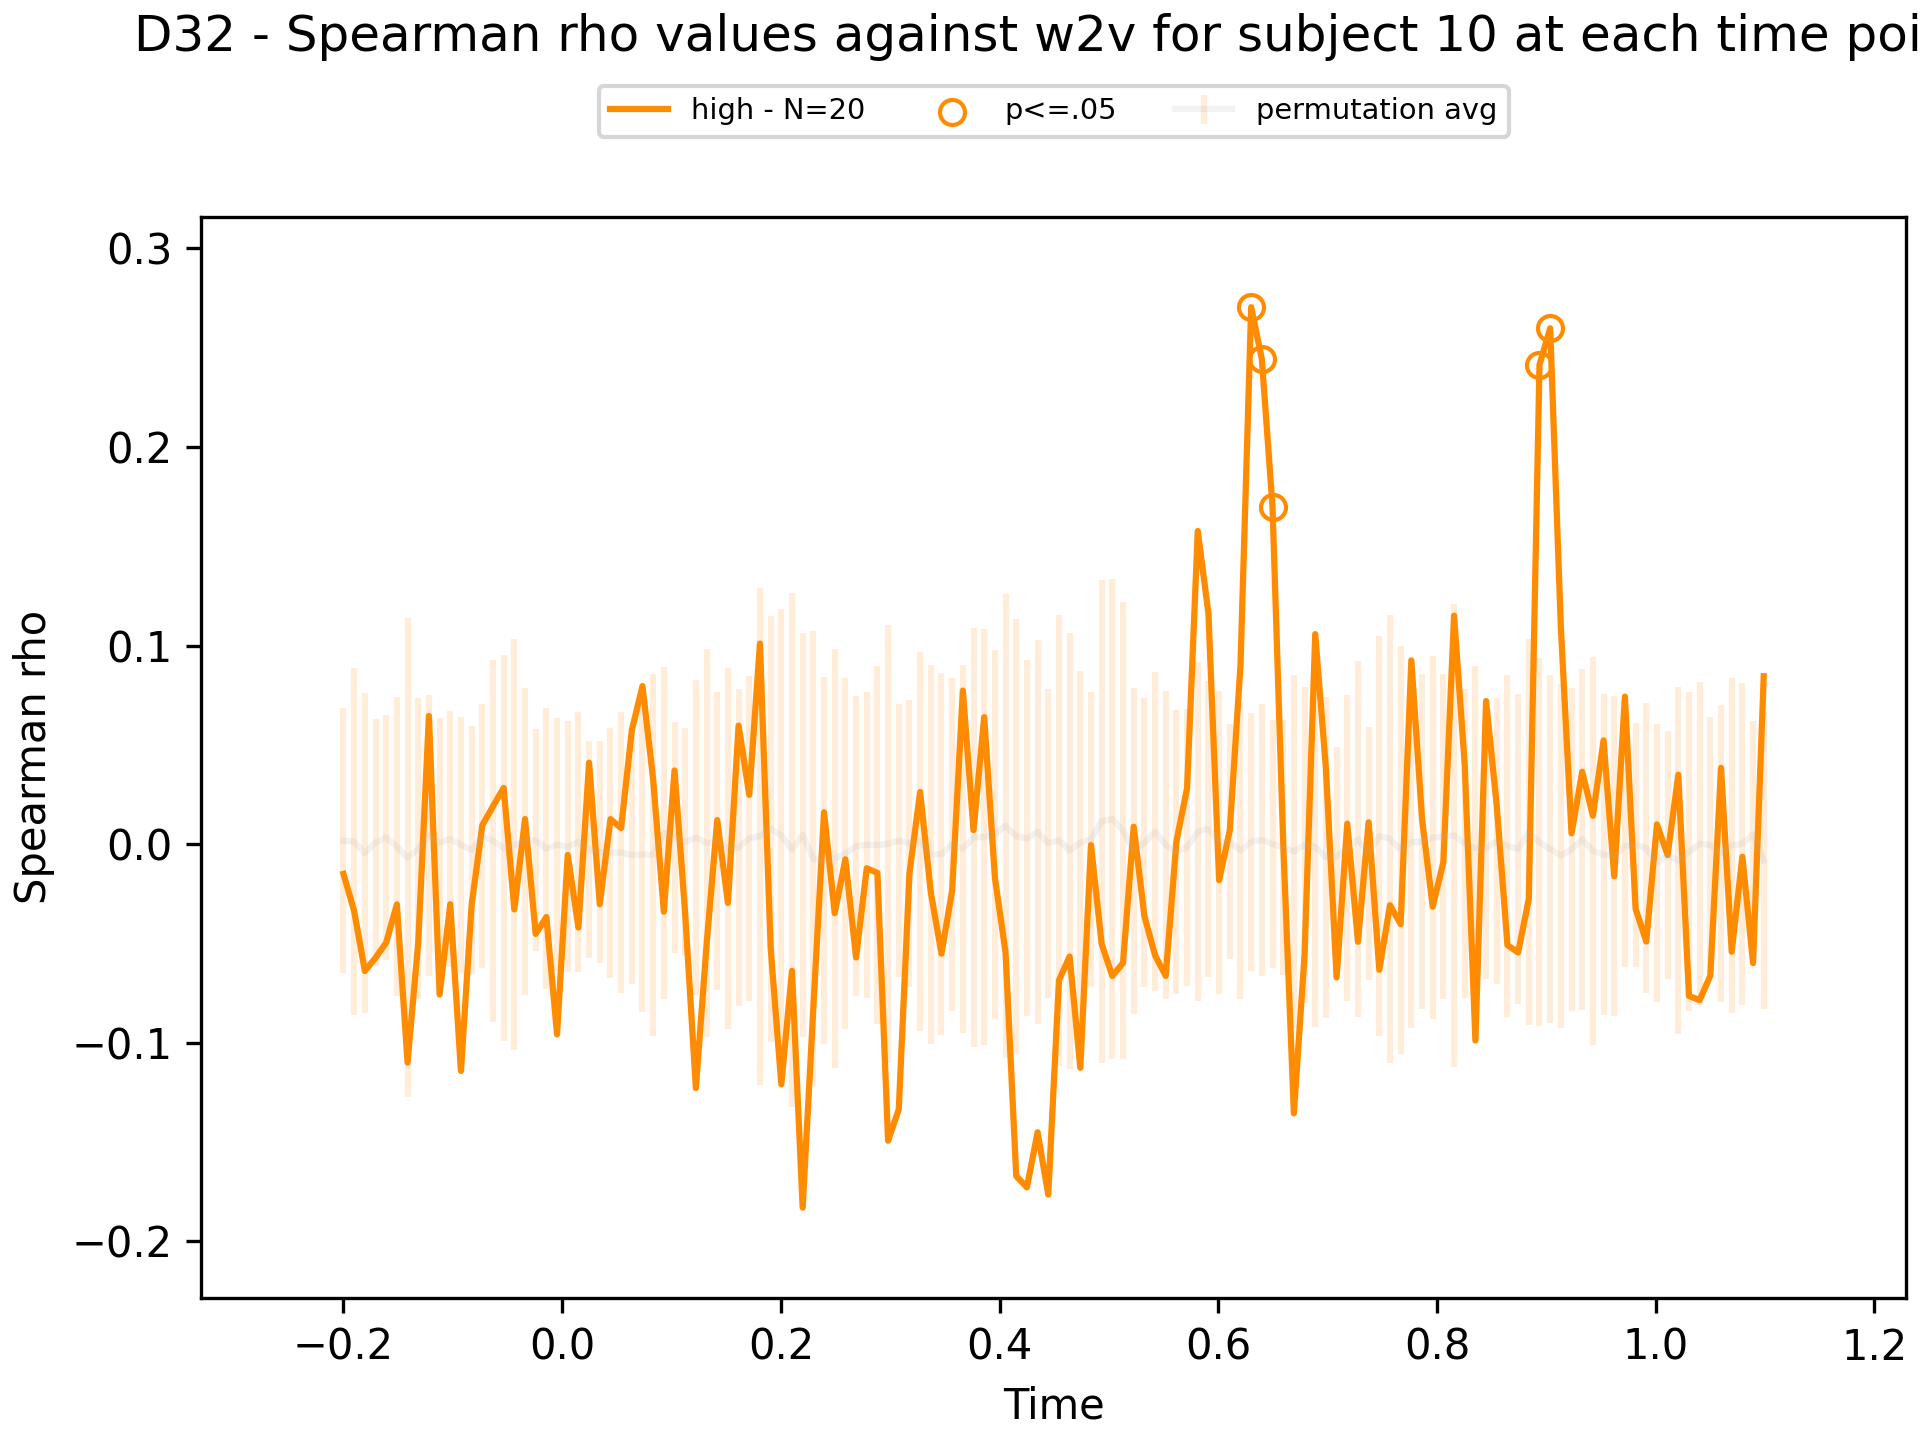 D32 - Spearman rho values against w2v for subject 10 at each time poi
high - N=20 p<=.05 permutation avg
0.3
0.2
0.1
0.0
−0.1
−0.2
Spearman rho
−0.2 0.0 0.2 0.4 0.6 0.8 1.0 1.2
Time